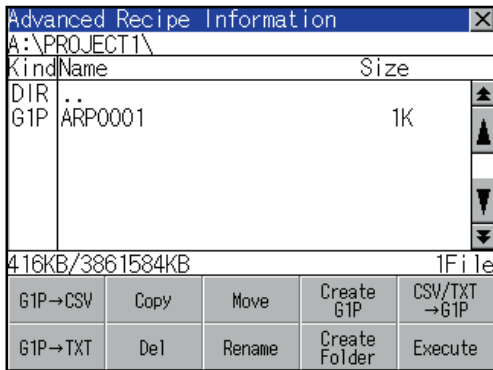 Advanced Recipe Information
A:\PROJECT1\
Kind Name Size
DIR ..
G1P ARP0001 1K
416KB/3861584KB 1File
G1P→CSV Copy Move Create G1P CSV/TXT →G1P
G1P→TXT Del Rename Create Folder Execute